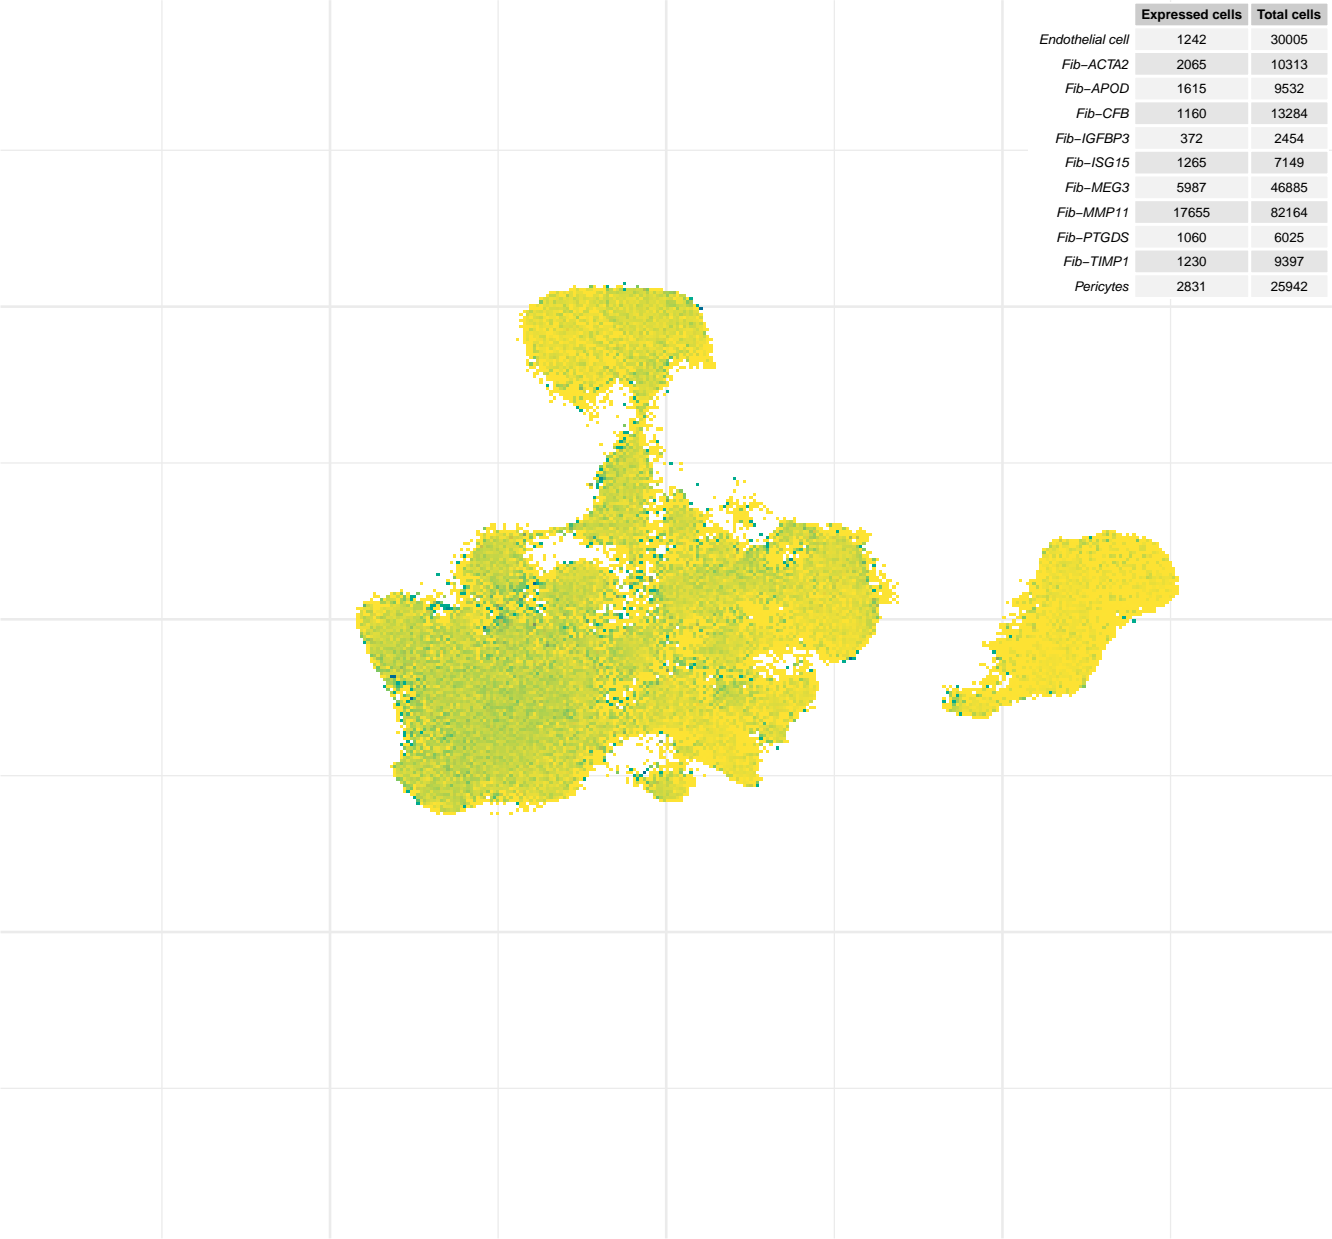 Expressed cells Total cells
Endothelial cell 1242 30005
Fib−ACTA2 2065 10313
Fib−APOD 1615 9532
Fib−CFB 1160 13284
Fib−IGFBP3 372 2454
Fib−ISG15 1265 7149
Fib−MEG3 5987 46885
Fib−MMP11 17655 82164
Fib−PTGDS 1060 6025
Fib−TIMP1 1230 9397
Pericytes 2831 25942